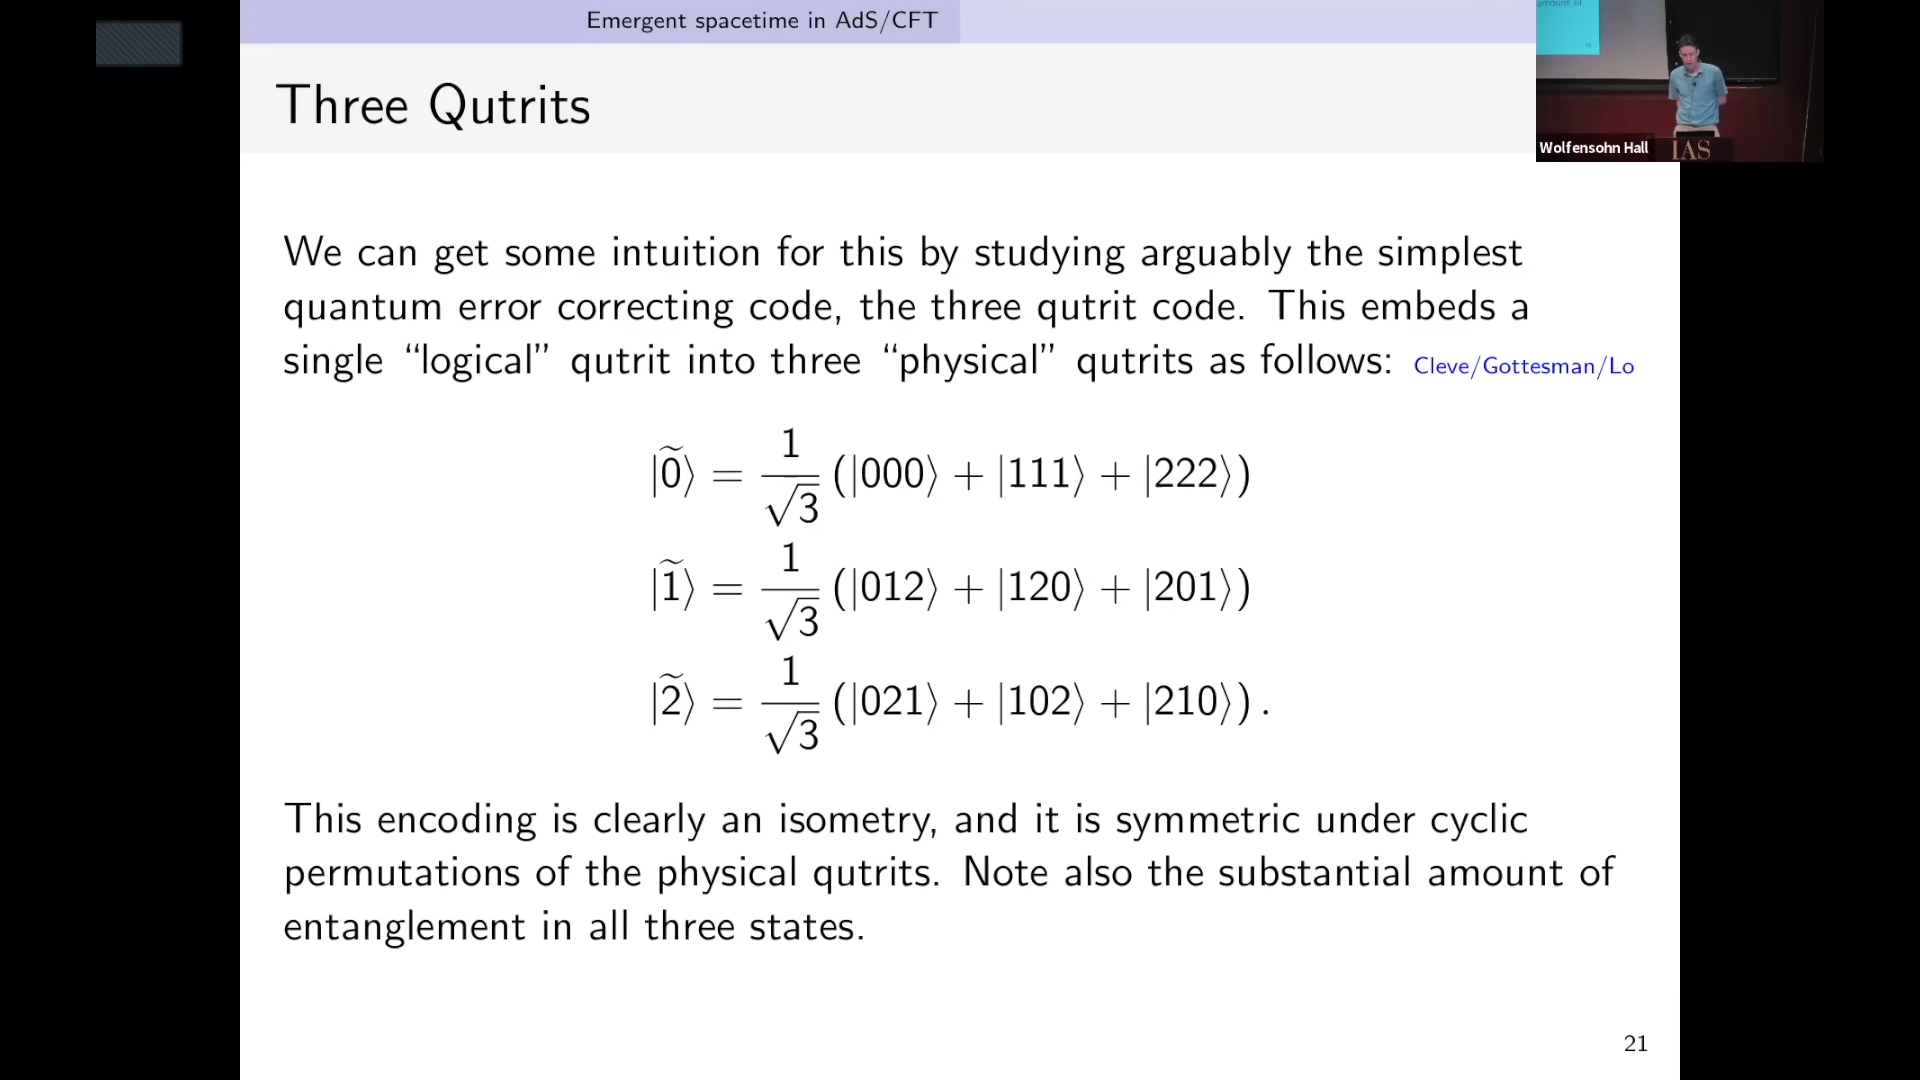 Emergent spacetime in AdS/CFT
Three Qutrits
We can get some intuition for this by studying arguably the simplest
quantum error correcting code, the three qutrit code. This embeds a
single “logical” qutrit into three “physical” qutrits as follows: Cleve/Gottesman/Lo
|0̃⟩ = 1/√3 (|000⟩ + |111⟩ + |222⟩)
|1̃⟩ = 1/√3 (|012⟩ + |120⟩ + |201⟩)
|2̃⟩ = 1/√3 (|021⟩ + |102⟩ + |210⟩) .
This encoding is clearly an isometry, and it is symmetric under cyclic
permutations of the physical qutrits. Note also the substantial amount of
entanglement in all three states.
21
amount of
Wolfensohn Hall
IAS